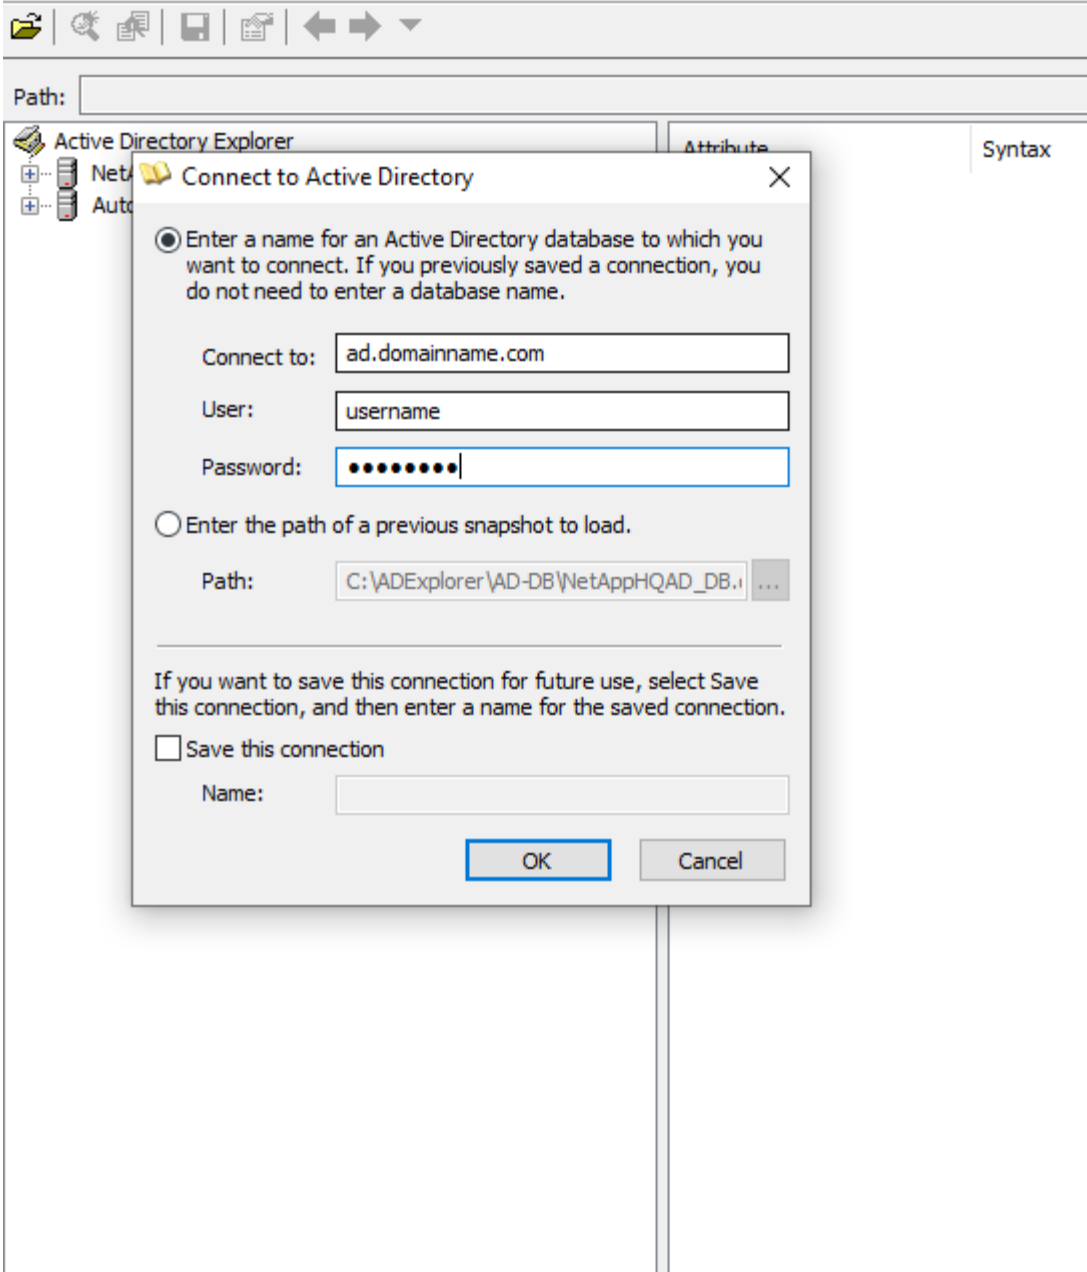 Path:
Active Directory Explorer
Attribute
Syntax
Connect to Active Directory
Enter a name for an Active Directory database to which you
want to connect. If you previously saved a connection, you
do not need to enter a database name.
Connect to: ad.domainname.com
User: username
Password: ••••••••
Enter the path of a previous snapshot to load.
Path: C:\ADExplorer\AD-DB\NetAppHQAD_DB. ...
If you want to save this connection for future use, select Save
this connection, and then enter a name for the saved connection.
Save this connection
Name:
OK Cancel